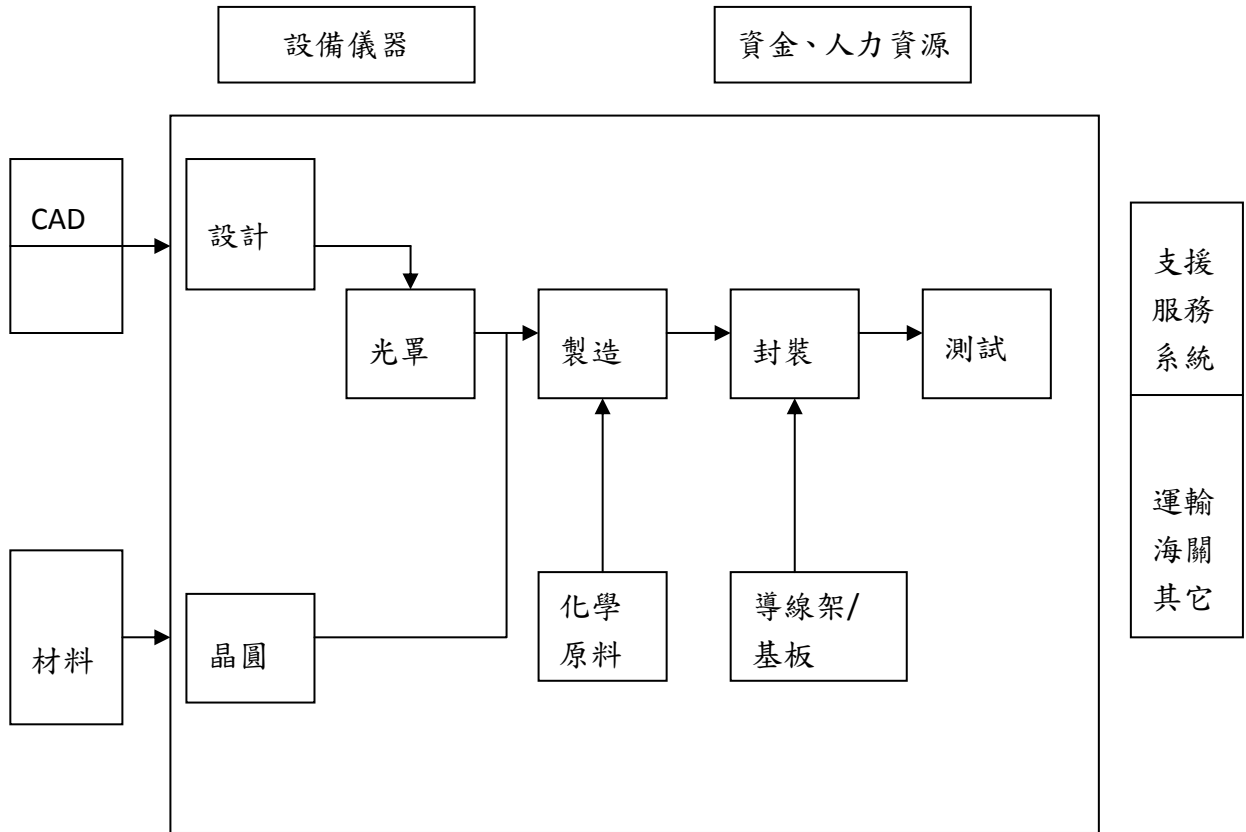 設備儀器
資金、人力資源
CAD
設計
支援
服務
系統
光罩
製造
封裝
測試
運輸
海關
其它
材料
晶圓
化學
原料
導線架/
基板